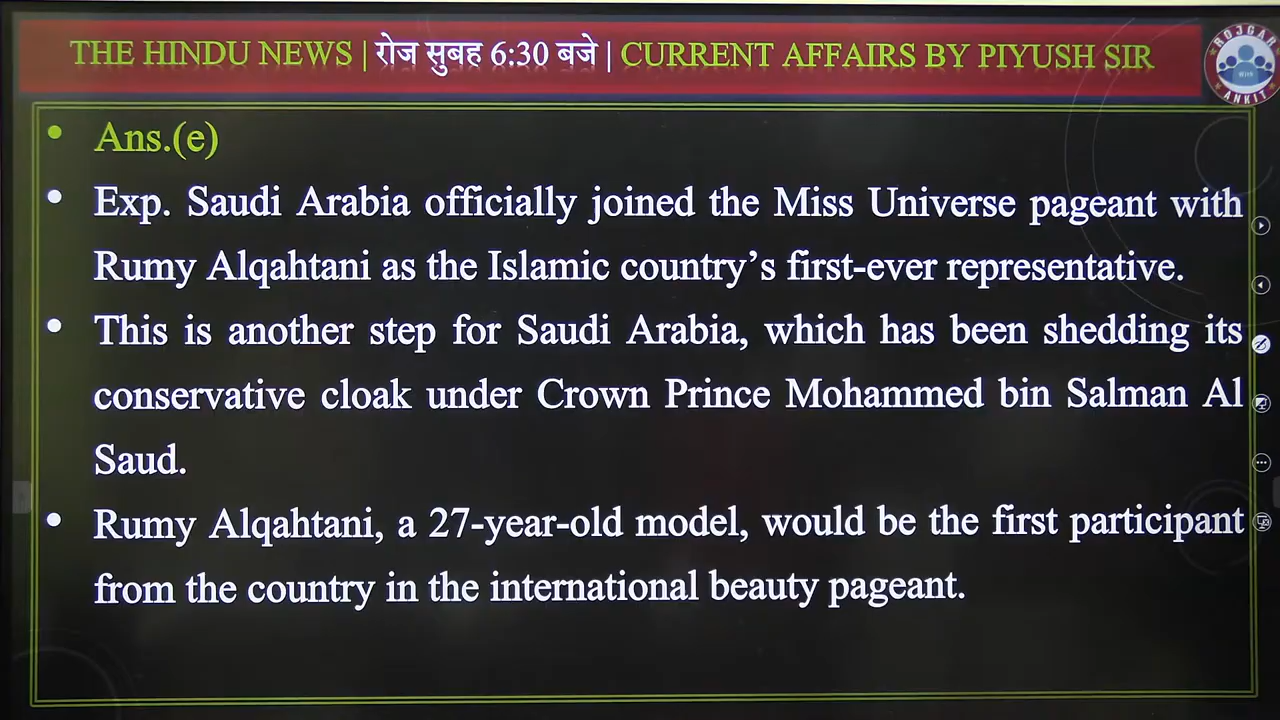 THE HINDU NEWS | रोज सुबह 6:30 बजे | CURRENT AFFAIRS BY PIYUSH SIR
ROJGAR
With
ANKIT
• Ans.(e)
• Exp. Saudi Arabia officially joined the Miss Universe pageant with
Rumy Alqahtani as the Islamic country’s first-ever representative.
• This is another step for Saudi Arabia, which has been shedding its
conservative cloak under Crown Prince Mohammed bin Salman Al
Saud.
• Rumy Alqahtani, a 27-year-old model, would be the first participant
from the country in the international beauty pageant.